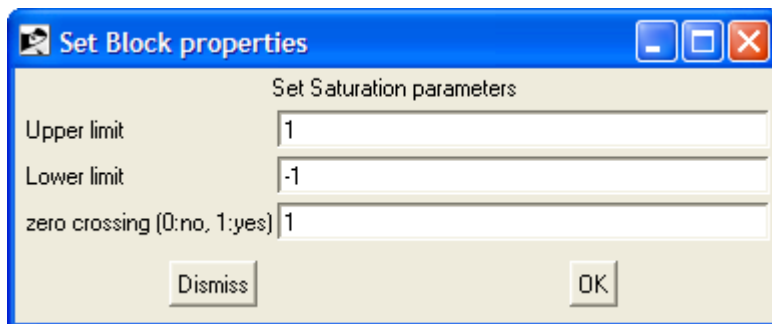 Set Block properties
Set Saturation parameters
Upper limit 1
Lower limit -1
zero crossing (0:no, 1:yes) 1
Dismiss OK